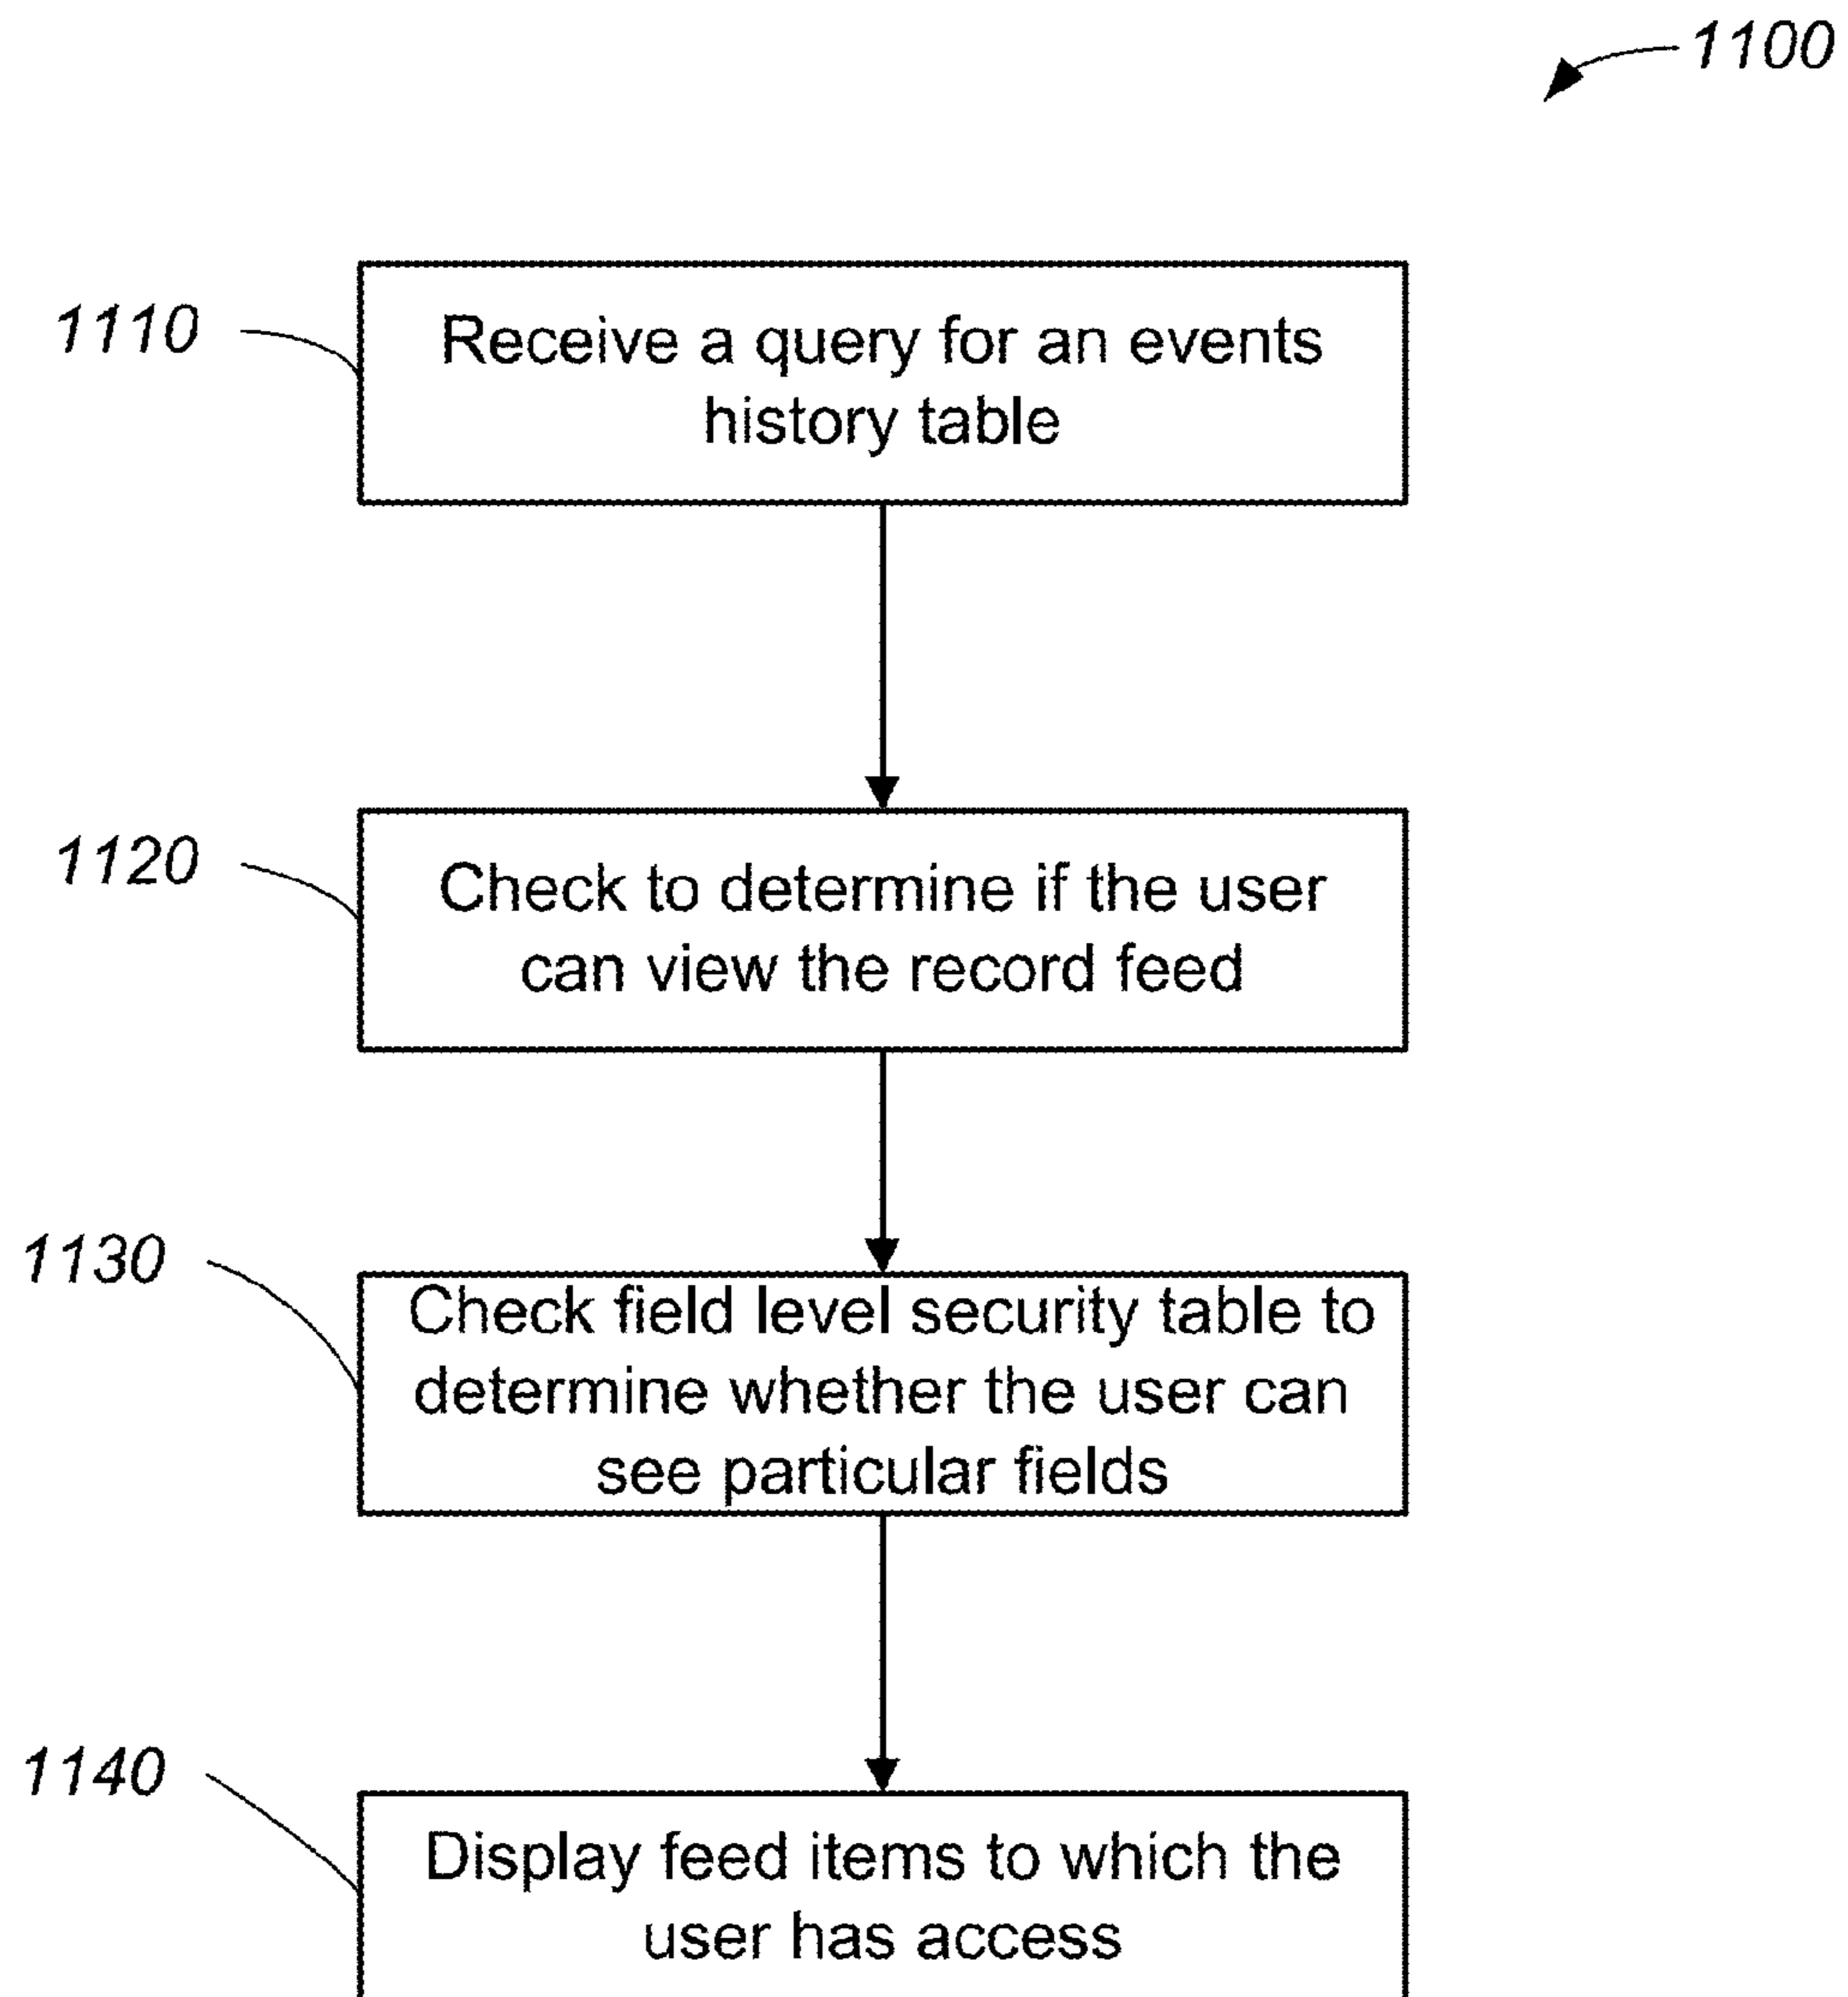 1100
1110
Receive a query for an events
history table
1120
Check to determine if the user
can view the record feed
1130
Check field level security table to
determine whether the user can
see particular fields
1140
Display feed items to which the
user has access